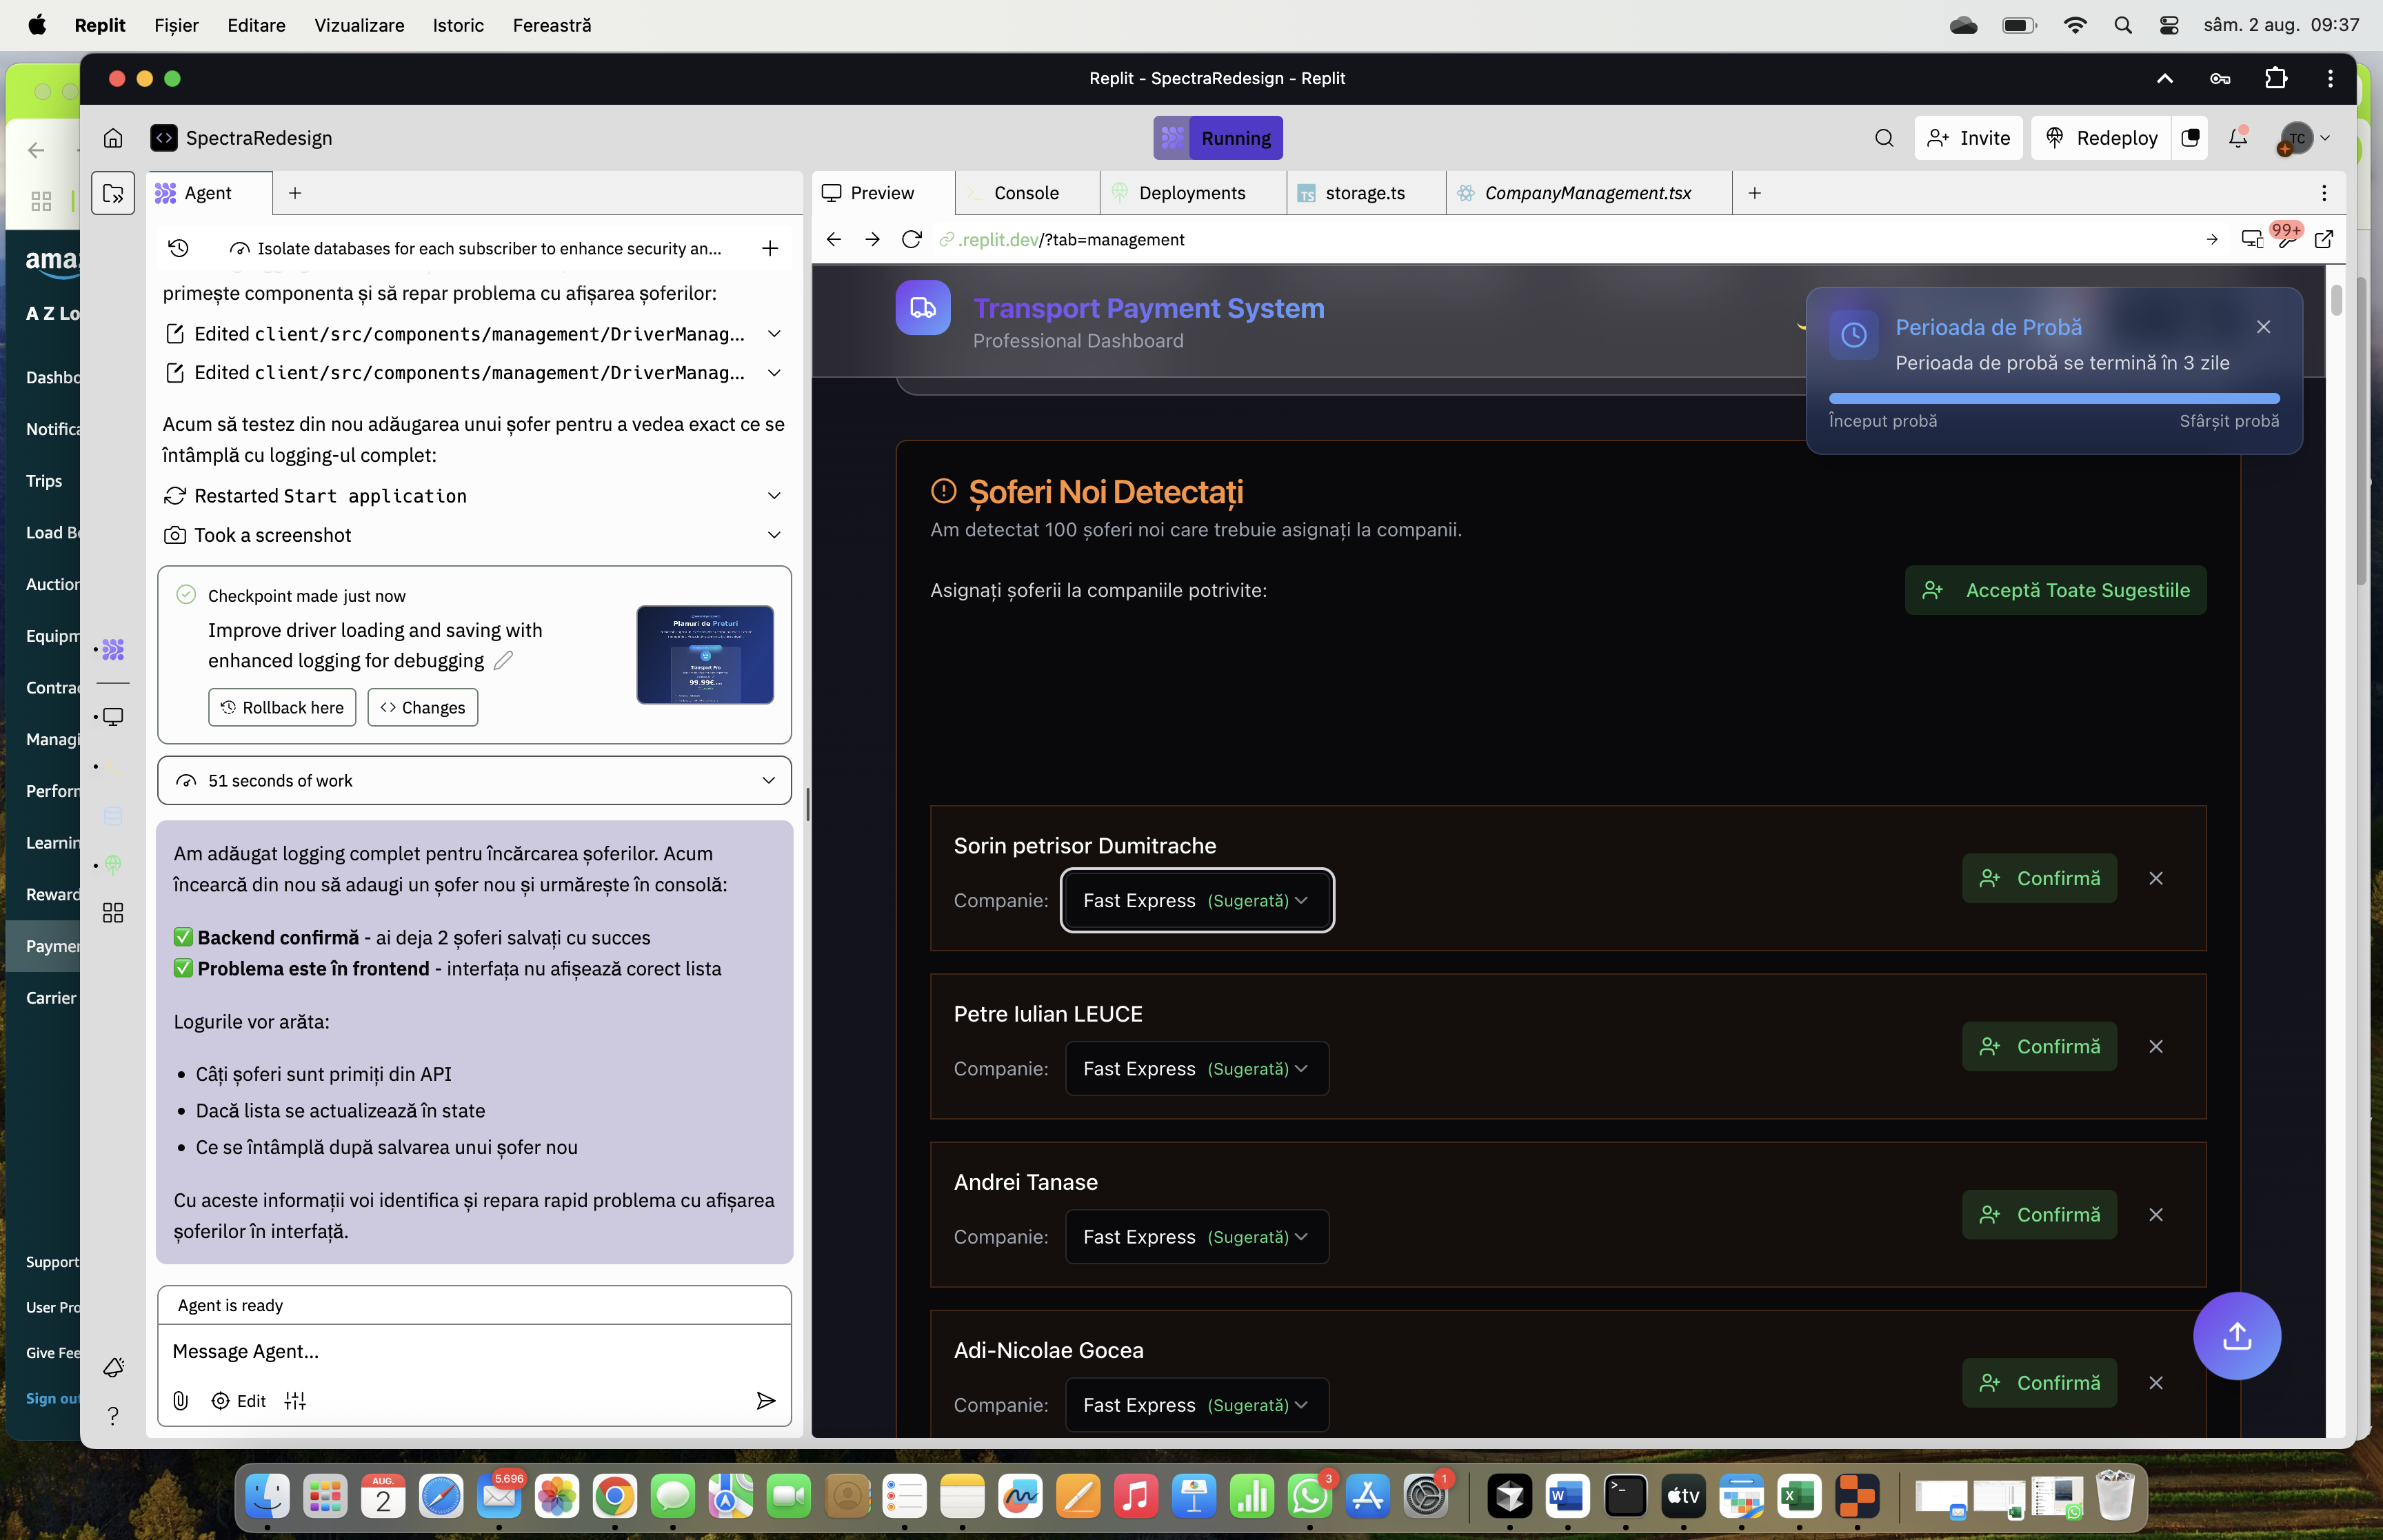 Replit Fișier Editare Vizualizare Istoric Fereastră
sâm. 2 aug. 09:37
Replit - SpectraRedesign - Replit
SpectraRedesign
Running
Invite
Redeploy
TC
Agent
Preview
Console
Deployments
TS storage.ts
CompanyManagement.tsx
Isolate databases for each subscriber to enhance security an...
.replit.dev/?tab=management
99+
primește componenta și să repar problema cu afișarea șoferilor:
Edited client/src/components/management/DriverManag...
Edited client/src/components/management/DriverManag...
Acum să testez din nou adăugarea unui șofer pentru a vedea exact ce se
întâmplă cu logging-ul complet:
Restarted Start application
Took a screenshot
Checkpoint made just now
Improve driver loading and saving with
enhanced logging for debugging
Rollback here
Changes
Planuri de Preturi
Transport Pro
99.99€
51 seconds of work
Am adăugat logging complet pentru încărcarea șoferilor. Acum
încearcă din nou să adaugi un șofer nou și urmărește în consolă:
✅ Backend confirmă - ai deja 2 șoferi salvați cu succes
✅ Problema este în frontend - interfața nu afișează corect lista
Logurile vor arăta:
• Câți șoferi sunt primiți din API
• Dacă lista se actualizează în state
• Ce se întâmplă după salvarea unui șofer nou
Cu aceste informații voi identifica și repara rapid problema cu afișarea
șoferilor în interfață.
Agent is ready
Message Agent...
Edit
Transport Payment System
Professional Dashboard
Perioada de Probă
Perioada de probă se termină în 3 zile
Început probă
Sfârșit probă
Șoferi Noi Detectați
Am detectat 100 șoferi noi care trebuie asignați la companii.
Asignați șoferii la companiile potrivite:
Acceptă Toate Sugestiile
Sorin petrisor Dumitrache
Companie: Fast Express (Sugerată)
Confirmă
Petre Iulian LEUCE
Companie: Fast Express (Sugerată)
Confirmă
Andrei Tanase
Companie: Fast Express (Sugerată)
Confirmă
Adi-Nicolae Gocea
Companie: Fast Express (Sugerată)
Confirmă
ama
A Z Lo
Dashbo
Notifica
Trips
Load Bo
Auction
Equipm
Contrac
Managi
Perforn
Learnin
Reward
Paymer
Carrier
Support
User Pro
Give Fee
Sign out
AUG.
2
5.696
3
1
tv